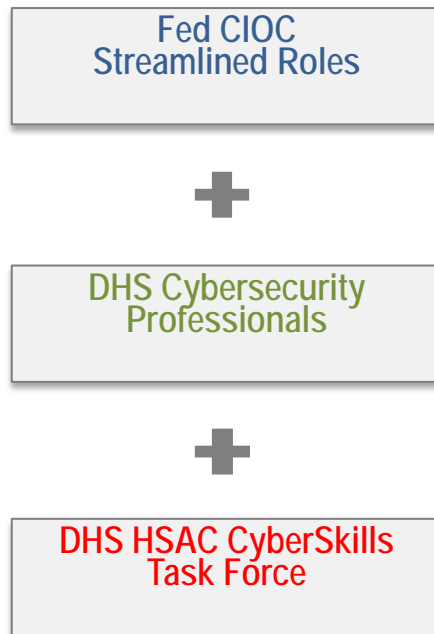 Fed CIOC
Streamlined Roles
DHS Cybersecurity
Professionals
DHS HSAC CyberSkills
Task Force